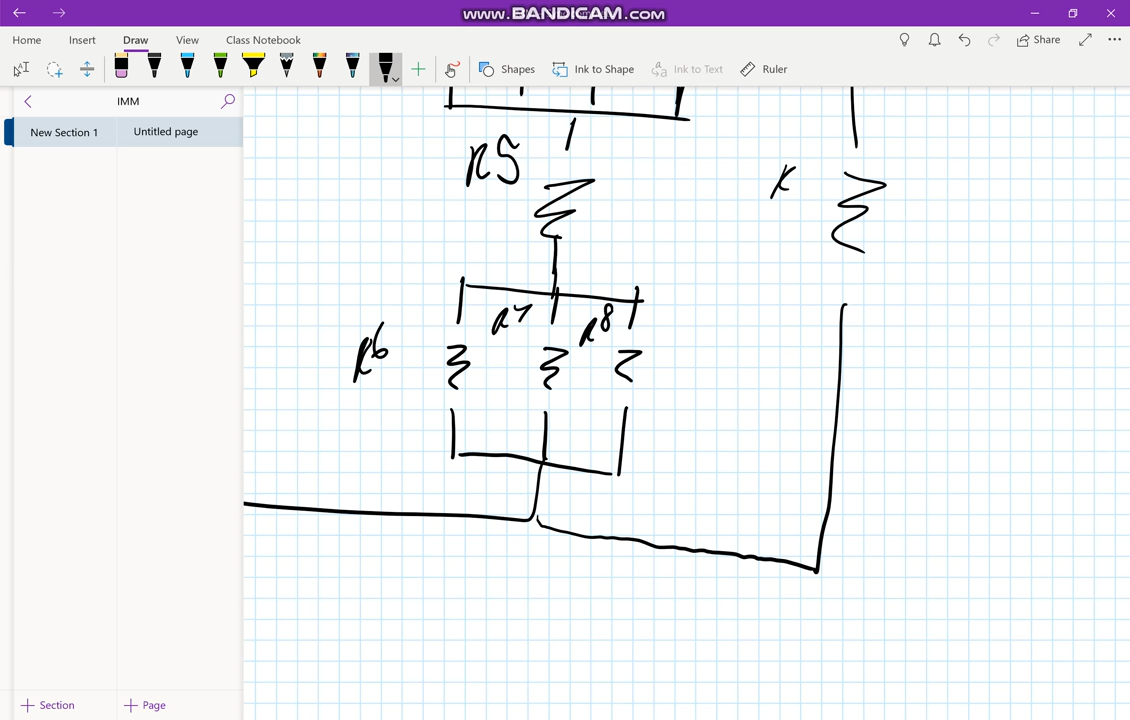 www.BANDICAM.com
Home Insert Draw View Class Notebook
Share
Shapes Ink to Shape Ink to Text Ruler
IMM
New Section 1 Untitled page
R5
R7
R8
R6
Section Page